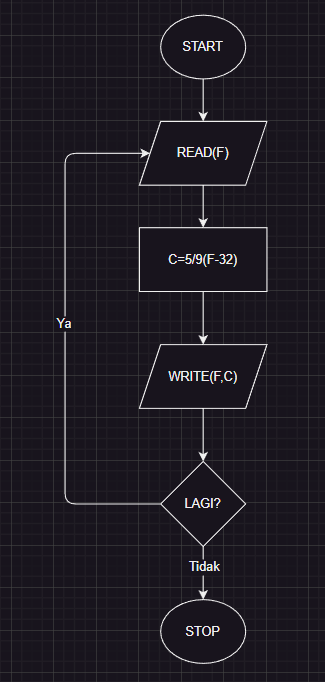 START
READ(F)
C=5/9(F-32)
Ya
WRITE(F,C)
LAGI?
Tidak
STOP